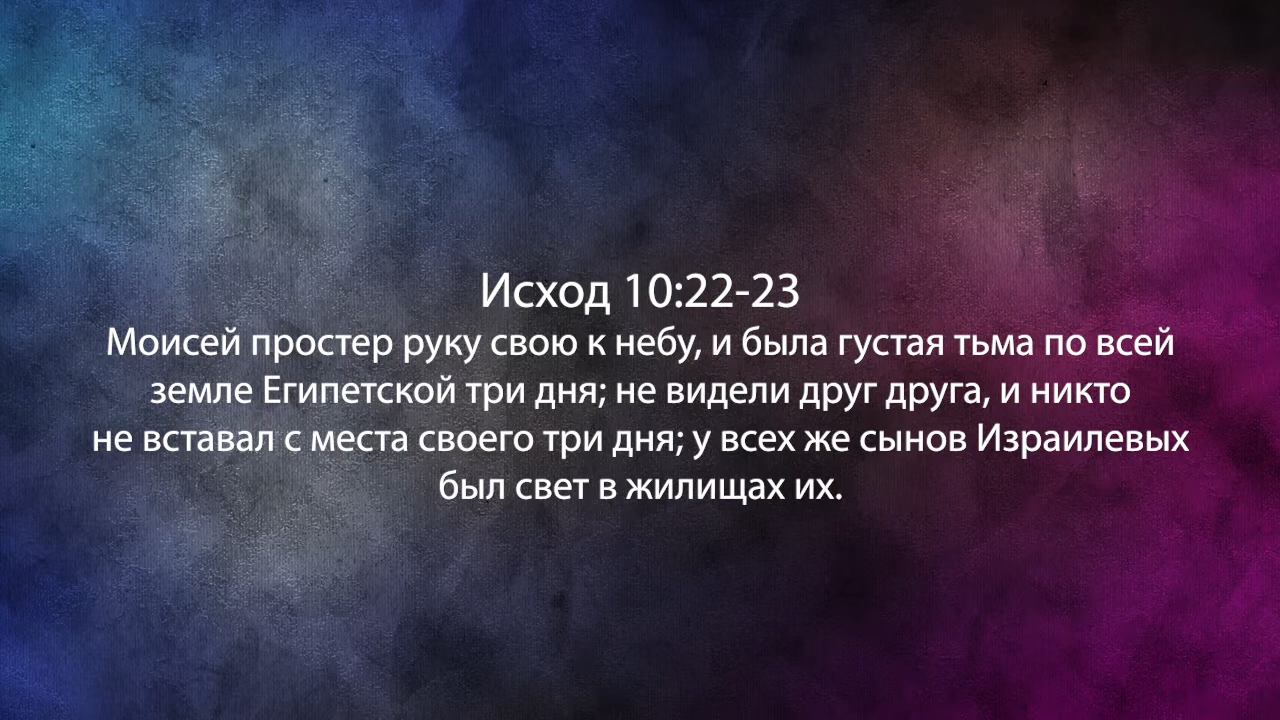 Исход 10:22-23
Моисей простер руку свою к небу, и была густая тьма по всей
земле Египетской три дня; не видели друг друга, и никто
не вставал с места своего три дня; у всех же сынов Израилевых
был свет в жилищах их.